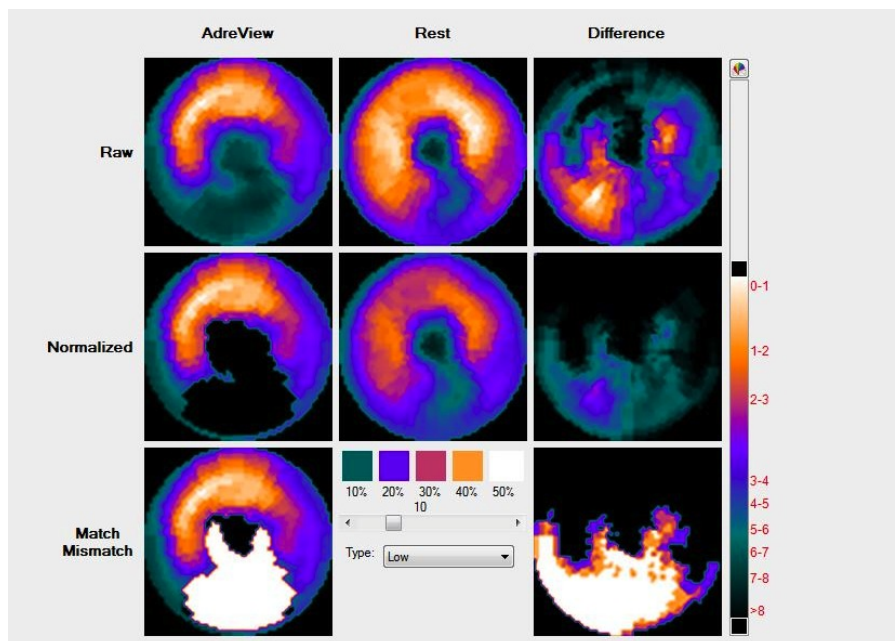 AdreView Rest Difference
Raw
Normalized
Match
Mismatch
10% 20% 30% 40% 50%
10
Type: Low
0-1
1-2
2-3
3-4
4-5
5-6
6-7
7-8
>8